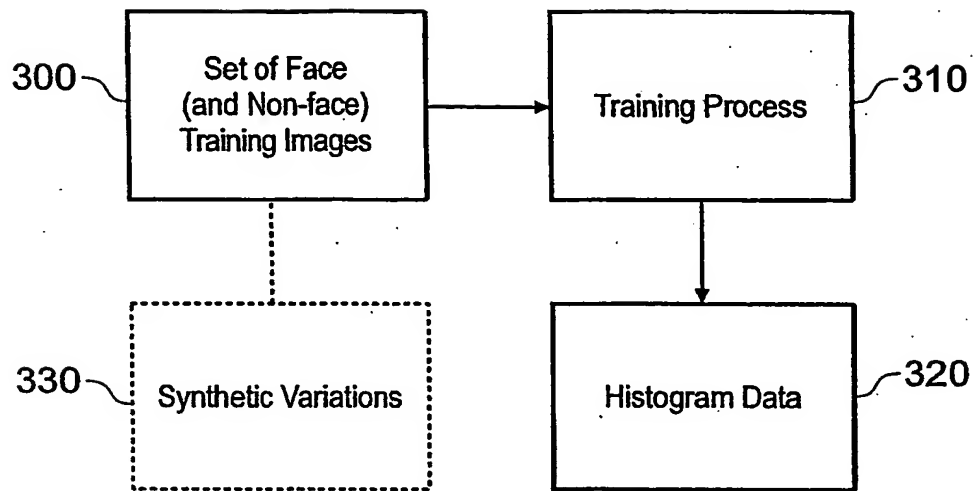 300
Set of Face
(and Non-face)
Training Images
Training Process
310
330
Synthetic Variations
Histogram Data
320